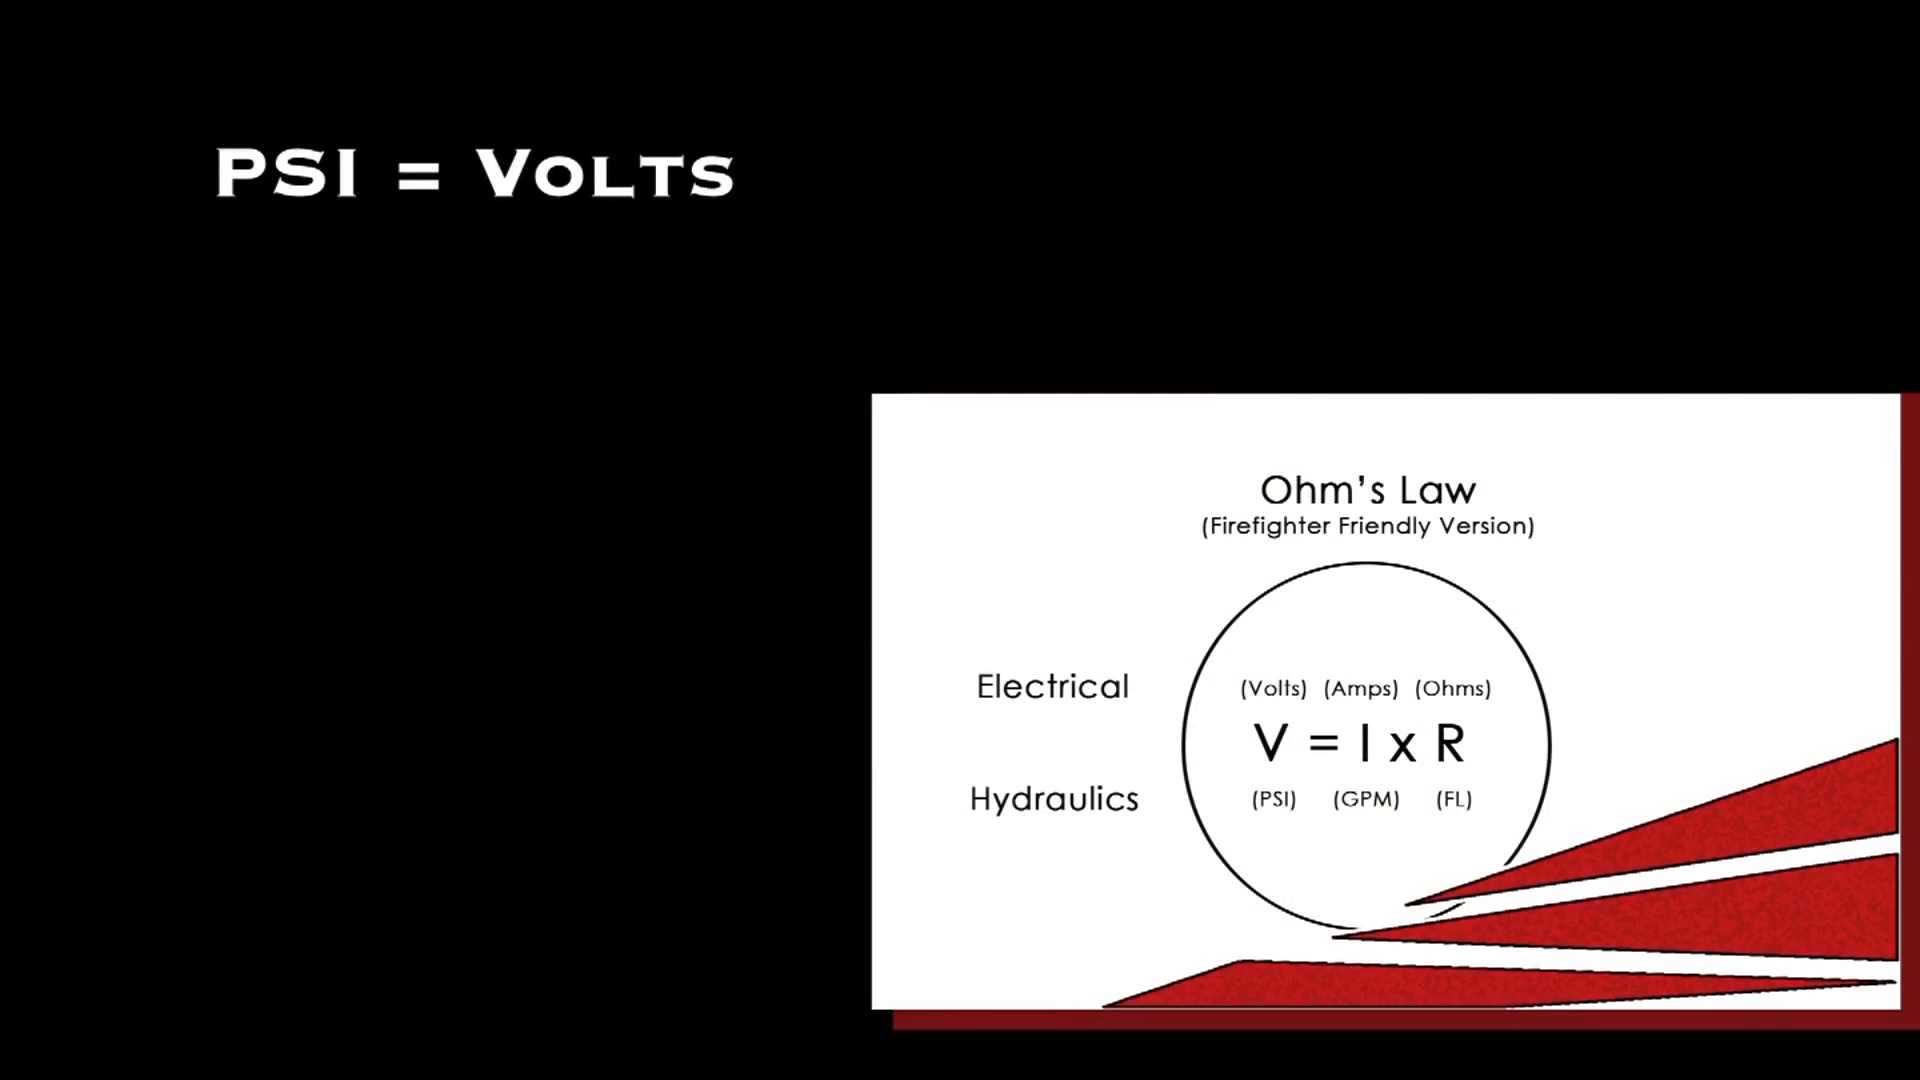 PSI = Volts
Ohm's Law
(Firefighter Friendly Version)
Electrical
(Volts) (Amps) (Ohms)
V = I x R
Hydraulics
(PSI) (GPM) (FL)